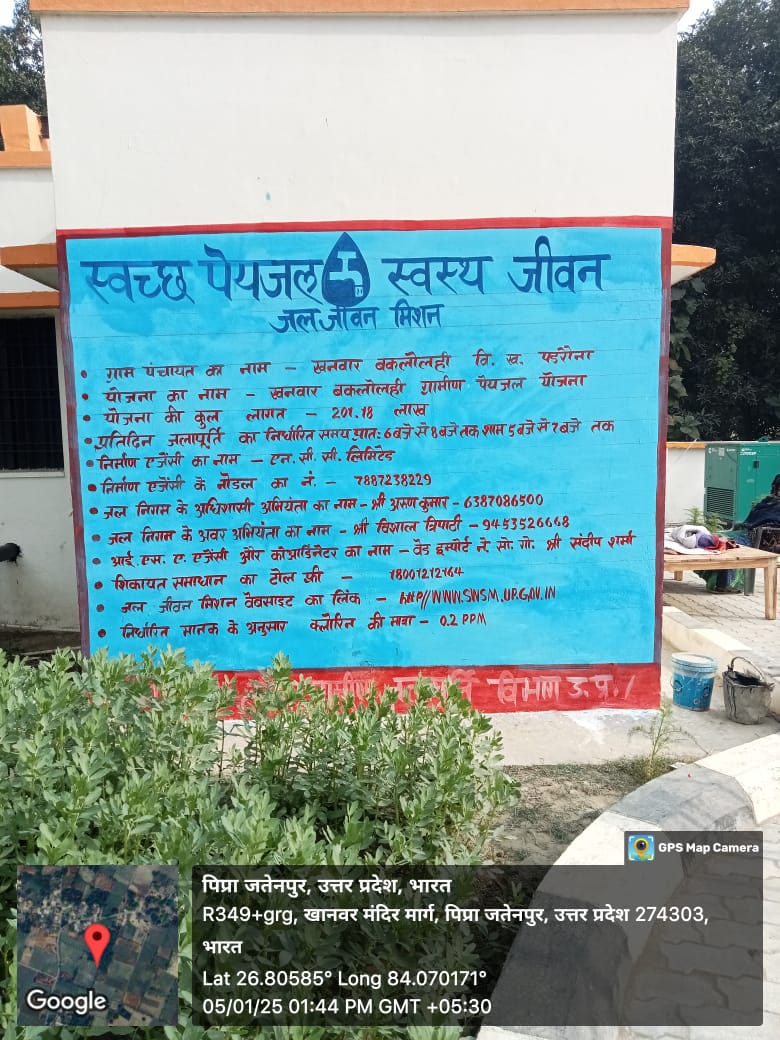 स्वच्छ पेयजल स्वस्थ जीवन
जल जीवन मिशन
• ग्राम पंचायत का नाम - खनवार बकलोलही वि. ख. पडरौना
• योजना का नाम - खनवार बकलोलही ग्रामीण पेयजल योजना
• योजना की कुल लागत - 201.18 लाख
• प्रतिदिन जलापूर्ति का निर्धारित समय प्रातः 6 बजे से 8 बजे तक शाम 5 बजे से 7 बजे तक
• निर्माण एजेंसी का नाम - एन. सी. सी. लिमिटेड
• निर्माण एजेंसी के नोडल का नं. - 7887238229
• जल निगम के अधिशासी अभियंता का नाम - श्री अरुण कुमार - 6387086500
• जल निगम के अवर अभियंता का नाम - श्री विशाल त्रिपाठी - 9453526668
• आई. एस. ए. एजेंसी और कोआर्डिनेटर का नाम - सो. गो. श्री संदीप शर्मा
• शिकायत समाधान का टोल फ्री - 18001212164
• जल जीवन मिशन वैबसाइट का लिंक - http//WWW.SWSM.UP.GOV.IN
• निर्धारित मानक के अनुसार क्लोरिन की मात्रा - 0.2 PPM
ग्रामीण विभाग उ.प्र./
GPS Map Camera
पिप्रा जतेनपुर, उत्तर प्रदेश, भारत
R349+grg, खानवर मंदिर मार्ग, पिप्रा जतेनपुर, उत्तर प्रदेश 274303,
भारत
Lat 26.80585° Long 84.070171°
05/01/25 01:44 PM GMT +05:30
Google